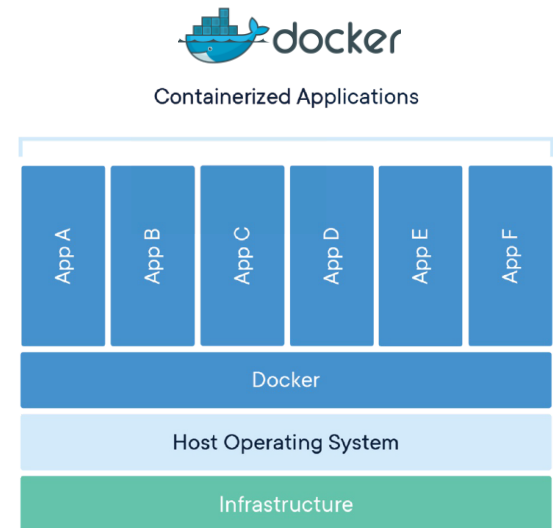 docker
Containerized Applications
App A
App B
App C
App D
App E
App F
Docker
Host Operating System
Infrastructure